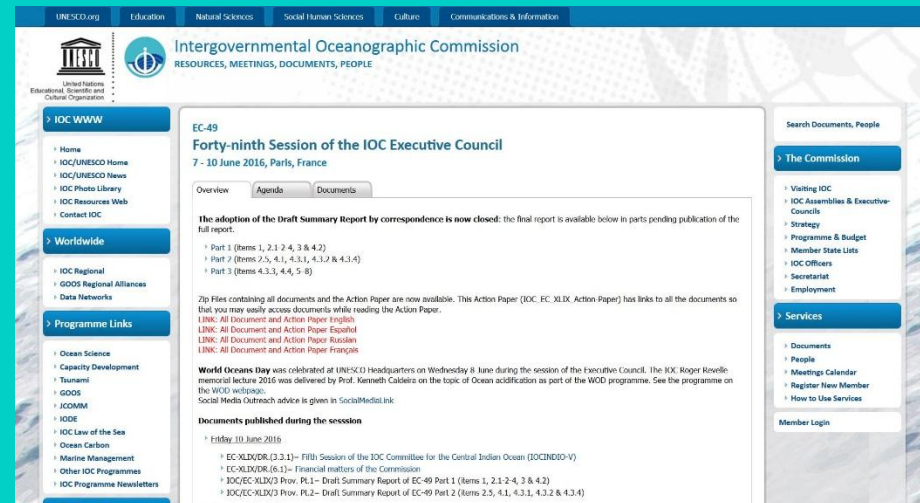 UNESCO.org Education Natural Sciences Social Human Sciences Culture Communications & Information
United Nations
Educational, Scientific and
Cultural Organization
Intergovernmental Oceanographic Commission
RESOURCES, MEETINGS, DOCUMENTS, PEOPLE
IOC WWW
Home
IOC/UNESCO Home
IOC/UNESCO News
IOC Photo Library
IOC Resources Web
Contact IOC
Worldwide
IOC Regional
GOOS Regional Alliances
Data Networks
Programme Links
Ocean Science
Capacity Development
Tsunami
GOOS
JCOMM
IODE
IOC Law of the Sea
Ocean Carbon
Marine Management
Other IOC Programmes
IOC Programme Newsletters
EC-49
Forty-ninth Session of the IOC Executive Council
7 - 10 June 2016, Paris, France
Overview Agenda Documents
The adoption of the Draft Summary Report by correspondence is now closed: the final report is available below in parts pending publication of the
full report.
Part 1 (items 1, 2.1-2-4, 3 & 4.2)
Part 2 (items 2.5, 4.1, 4.3.1, 4.3.2 & 4.3.4)
Part 3 (items 4.3.3, 4.4, 5-8)
Zip Files containing all documents and the Action Paper are now available. This Action Paper (IOC_EC_XLIX_Action-Paper) has links to all the documents so
that you may easily access documents while reading the Action Paper.
LINK: All Document and Action Paper English
LINK: All Document and Action Paper Español
LINK: All Document and Action Paper Russian
LINK: All Document and Action Paper Français
World Oceans Day was celebrated at UNESCO Headquarters on Wednesday 8 June during the session of the Executive Council. The IOC Roger Revelle
memorial lecture 2016 was delivered by Prof. Kenneth Caldeira on the topic of Ocean acidification as part of the WOD programme. See the programme on
the WOD webpage.
Social Media Outreach advice is given in SocialMediaLink
Documents published during the sesssion
Friday 10 June 2016
EC-XLIX/DR.(3.3.1)– Fifth Session of the IOC Committee for the Central Indian Ocean (IOCINDIO-V)
EC-XLIX/DR.(6.1)– Financial matters of the Commission
IOC/EC-XLIX/3 Prov. Pt.1– Draft Summary Report of EC-49 Part 1 (items 1, 2.1-2-4, 3 & 4.2)
IOC/EC-XLIX/3 Prov. Pt.2– Draft Summary Report of EC-49 Part 2 (items 2.5, 4.1, 4.3.1, 4.3.2 & 4.3.4)
Search Documents, People
The Commission
Visiting IOC
IOC Assemblies & Executive-
Councils
Strategy
Programme & Budget
Member State Lists
IOC Officers
Secretariat
Employment
Services
Documents
People
Meetings Calendar
Register New Member
How to Use Services
Member Login